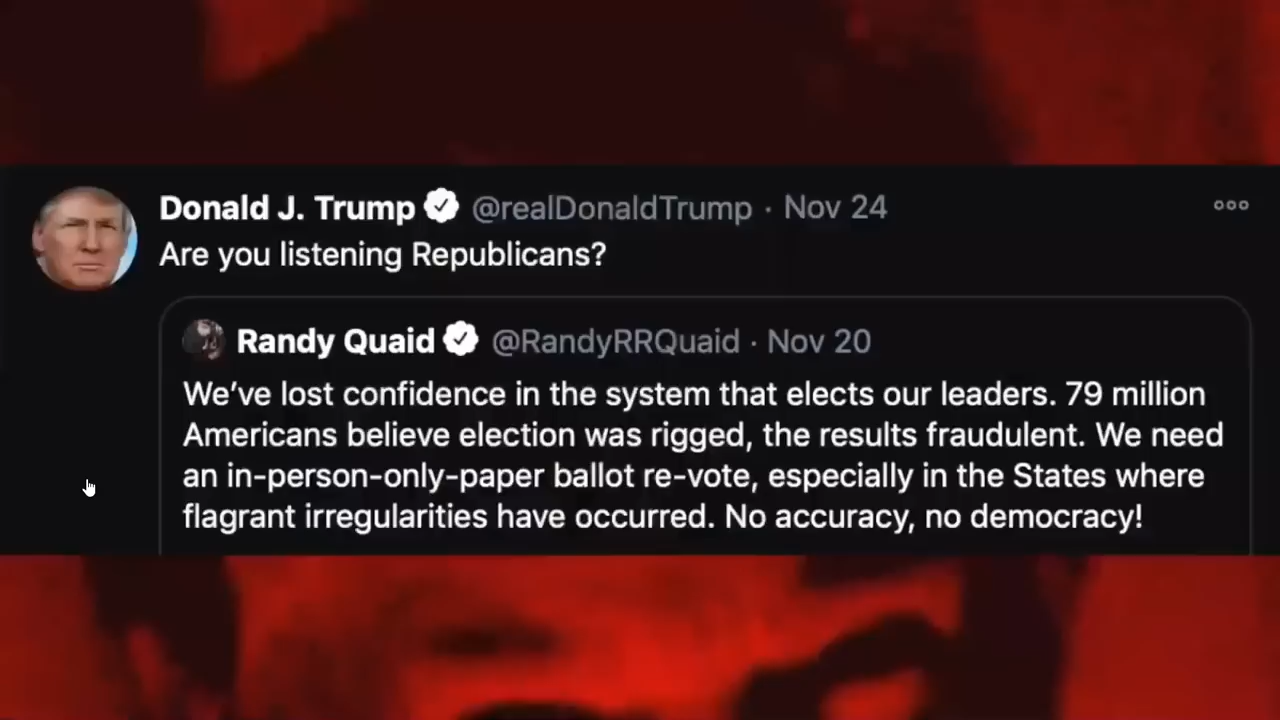 Donald J. Trump @realDonaldTrump · Nov 24
Are you listening Republicans?
Randy Quaid @RandyRRQuaid · Nov 20
We’ve lost confidence in the system that elects our leaders. 79 million
Americans believe election was rigged, the results fraudulent. We need
an in-person-only-paper ballot re-vote, especially in the States where
flagrant irregularities have occurred. No accuracy, no democracy!